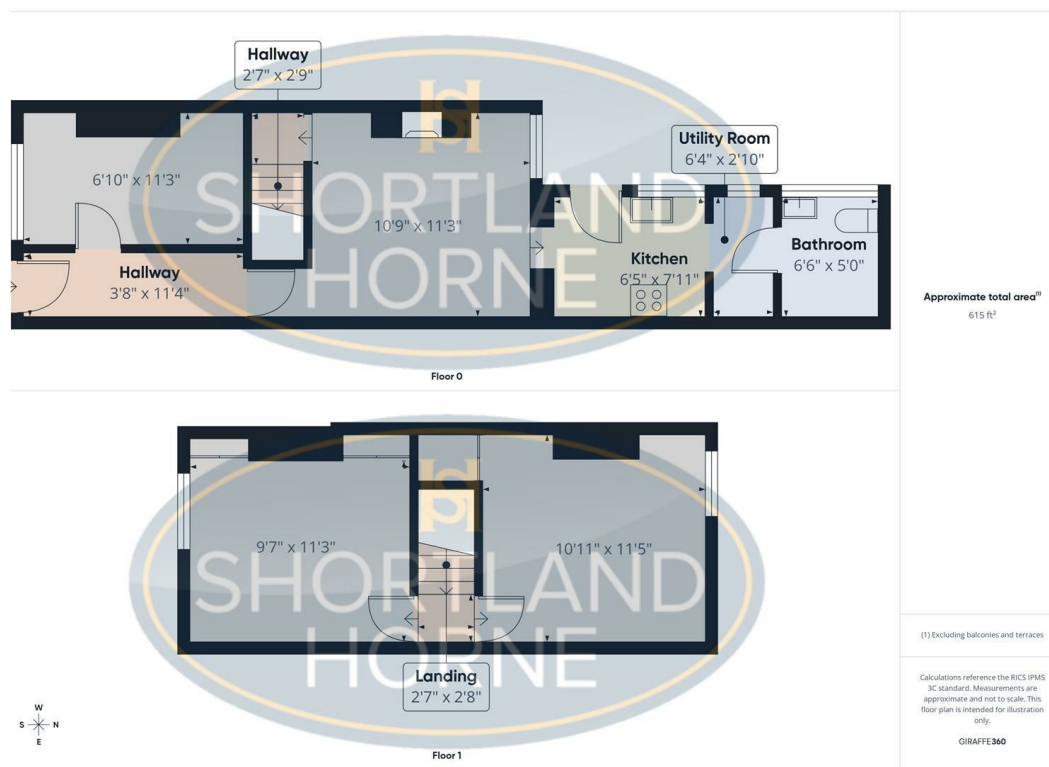 Hallway
2'7" x 2'9"
Utility Room
6'4" x 2'10"
6'10" x 11'3"
10'9" x 11'3"
Hallway
3'8" x 11'4"
Kitchen
6'5" x 7'11"
Bathroom
6'6" x 5'0"
SH
SHORTLAND
HORNE
Floor 0
Approximate total area(1)
615 ft²
9'7" x 11'3"
10'11" x 11'5"
SH
SHORTLAND
HORNE
Landing
2'7" x 2'8"
Floor 1
W
S N
E
(1) Excluding balconies and terraces
Calculations reference the RICS IPMS
3C standard. Measurements are
approximate and not to scale. This
floor plan is intended for illustration
only.
GIRAFFE360